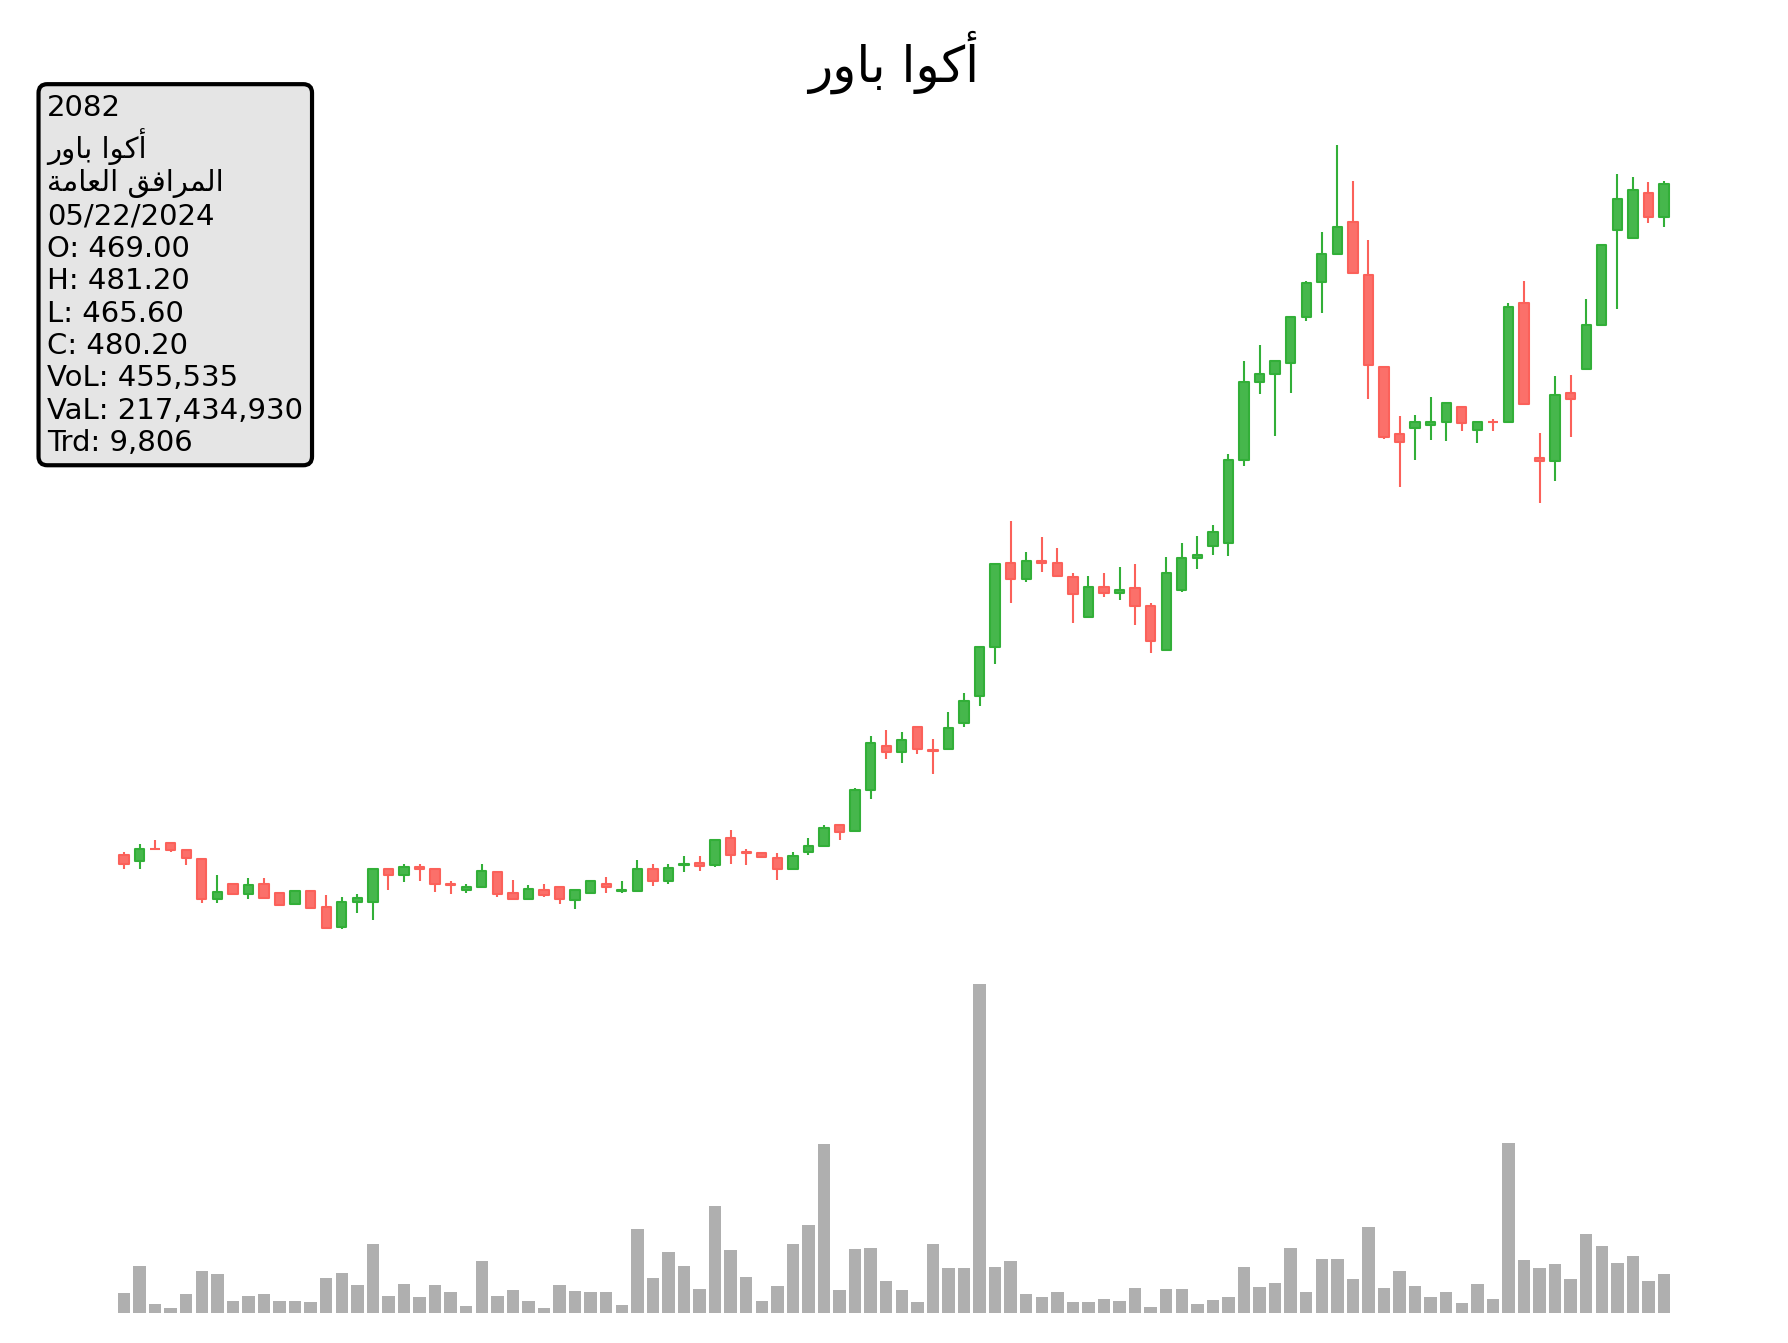 أكوا باور
2082
أكوا باور
المرافق العامة
05/22/2024
O: 469.00
H: 481.20
L: 465.60
C: 480.20
VoL: 455,535
VaL: 217,434,930
Trd: 9,806